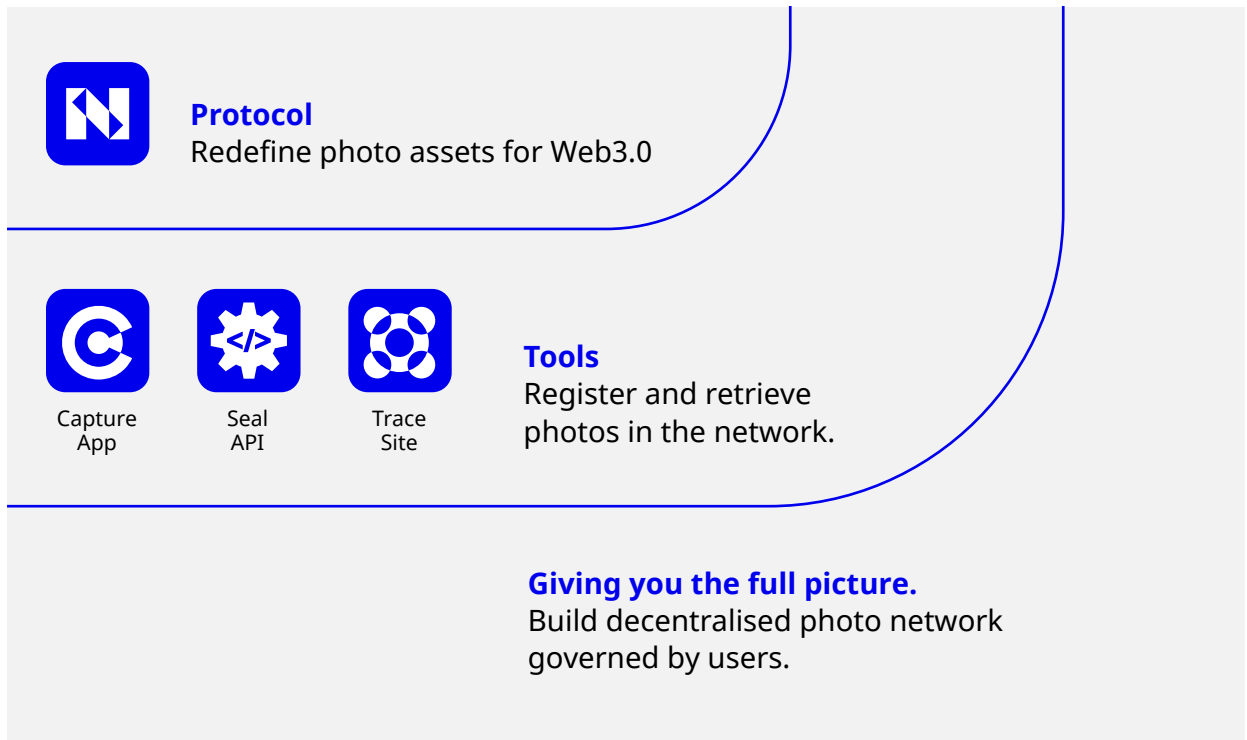 Protocol
Redefine photo assets for Web3.0
Capture
App
Seal
API
Trace
Site
Tools
Register and retrieve
photos in the network.
Giving you the full picture.
Build decentralised photo network
governed by users.